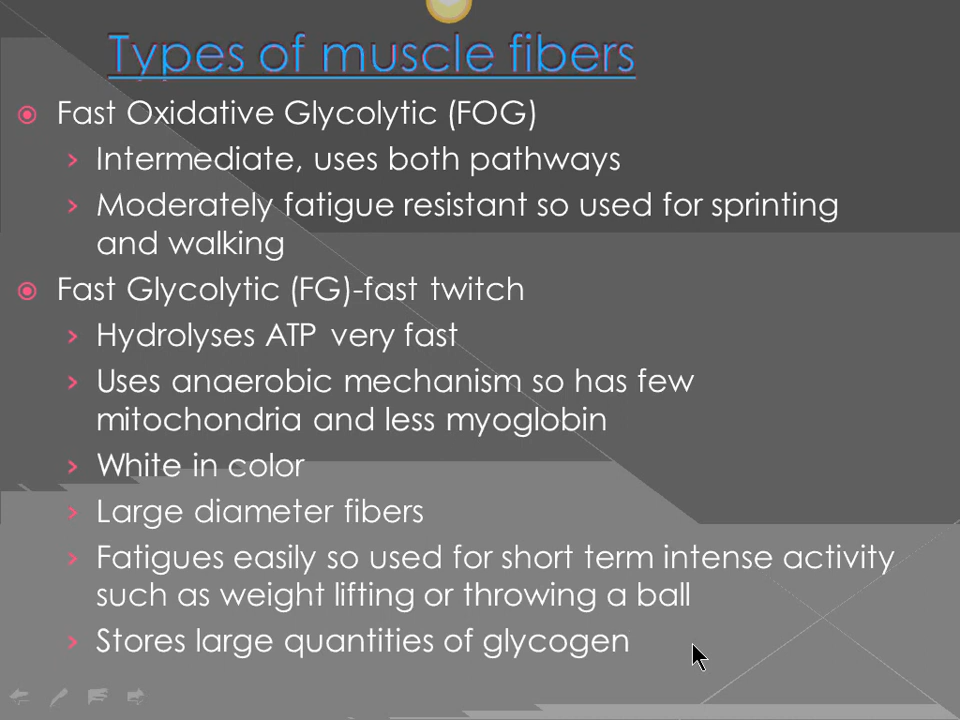 Types of muscle fibers
Fast Oxidative Glycolytic (FOG)
Intermediate, uses both pathways
Moderately fatigue resistant so used for sprinting
and walking
Fast Glycolytic (FG)-fast twitch
Hydrolyses ATP very fast
Uses anaerobic mechanism so has few
mitochondria and less myoglobin
White in color
Large diameter fibers
Fatigues easily so used for short term intense activity
such as weight lifting or throwing a ball
Stores large quantities of glycogen